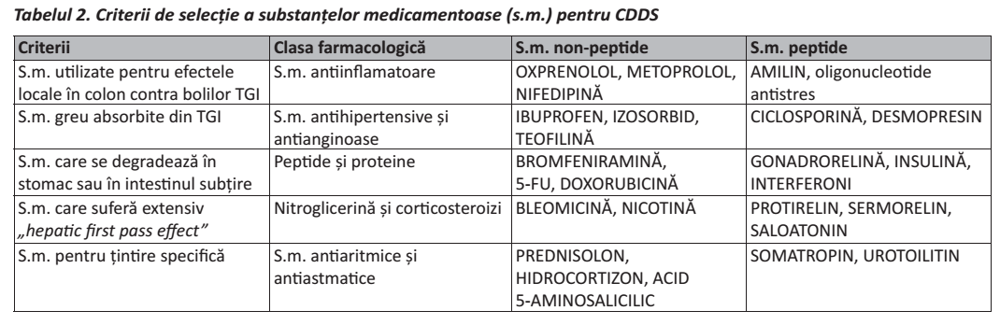 Tabelul 2. Criterii de selecție a substanțelor medicamentoase (s.m.) pentru CDDS
Criterii Clasa farmacologică S.m. non-peptide S.m. peptide
S.m. utilizate pentru efectele S.m. antiinflamatoare OXPRENOLOL, METOPROLOL, AMILIN, oligonucleotide
locale în colon contra bolilor TGI NIFEDIPINĂ antistres
S.m. greu absorbite din TGI S.m. antihipertensive și IBUPROFEN, IZOSORBID, CICLOSPORINĂ, DESMOPRESIN
antianginoase TEOFILINĂ
S.m. care se degradează în Peptide și proteine BROMFENIRAMINĂ, GONADRORELINĂ, INSULINĂ,
stomac sau în intestinul subțire 5-FU, DOXORUBICINĂ INTERFERONI
S.m. care suferă extensiv Nitroglicerină și corticosteroizi BLEOMICINĂ, NICOTINĂ PROTIRELIN, SERMORELIN,
„hepatic first pass effect” SALOATONIN
S.m. pentru țintire specifică S.m. antiaritmice și PREDNISOLON, SOMATROPIN, UROTOILITIN
antiastmatice HIDROCORTIZON, ACID
5-AMINOSALICILIC